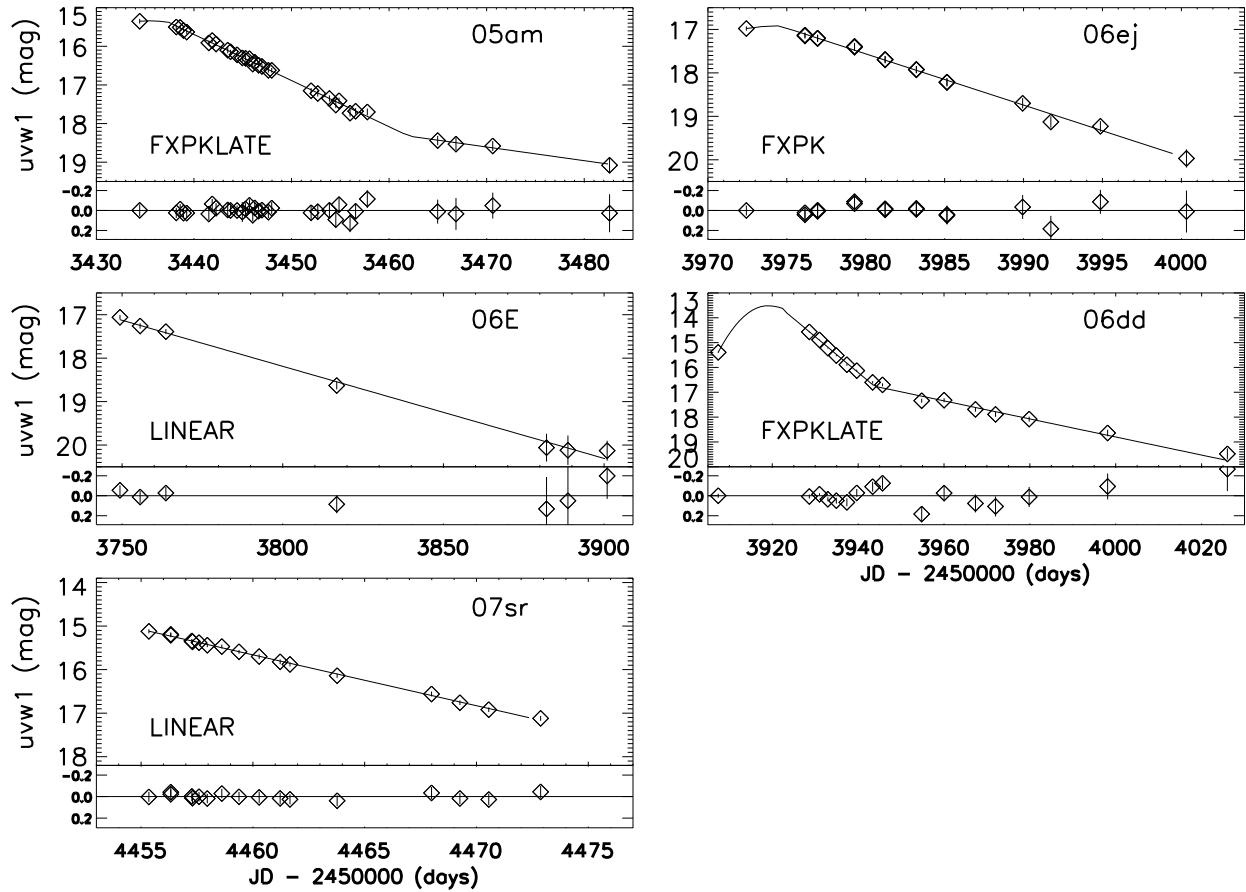 05am
uvw1 (mag)
15
16
17
18
19
FXPKLATE
-0.2
0.0
0.2
3430 3440 3450 3460 3470 3480
06ej
17
18
19
20
FXPK
-0.2
0.0
0.2
3970 3975 3980 3985 3990 3995 4000
06E
uvw1 (mag)
17
18
19
20
LINEAR
-0.2
0.0
0.2
3750 3800 3850 3900
06dd
13
14
15
16
17
18
19
20
FXPKLATE
-0.2
0.0
0.2
3920 3940 3960 3980 4000 4020
JD - 2450000 (days)
07sr
uvw1 (mag)
14
15
16
17
18
LINEAR
-0.2
0.0
0.2
4455 4460 4465 4470 4475
JD - 2450000 (days)